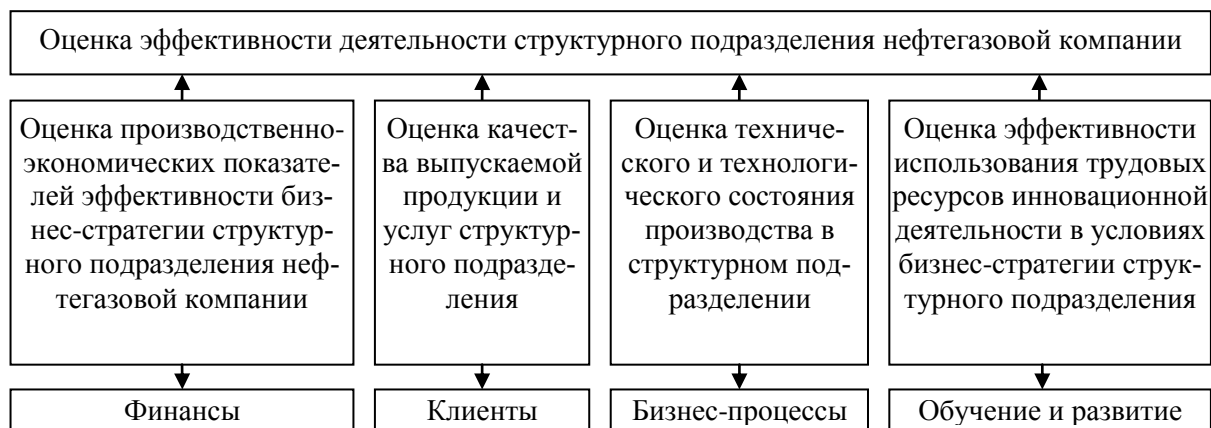 Оценка эффективности деятельности структурного подразделения нефтегазовой компании
Оценка производственно-
экономических показате-
лей эффективности биз-
нес-стратегии структур-
ного подразделения неф-
тегазовой компании
Оценка качест-
ва выпускаемой
продукции и
услуг структур-
ного подразде-
ления
Оценка техниче-
ского и технологи-
ческого состояния
производства в
структурном под-
разделении
Оценка эффективности
использования трудовых
ресурсов инновационной
деятельности в условиях
бизнес-стратегии струк-
турного подразделения
Финансы
Клиенты
Бизнес-процессы
Обучение и развитие